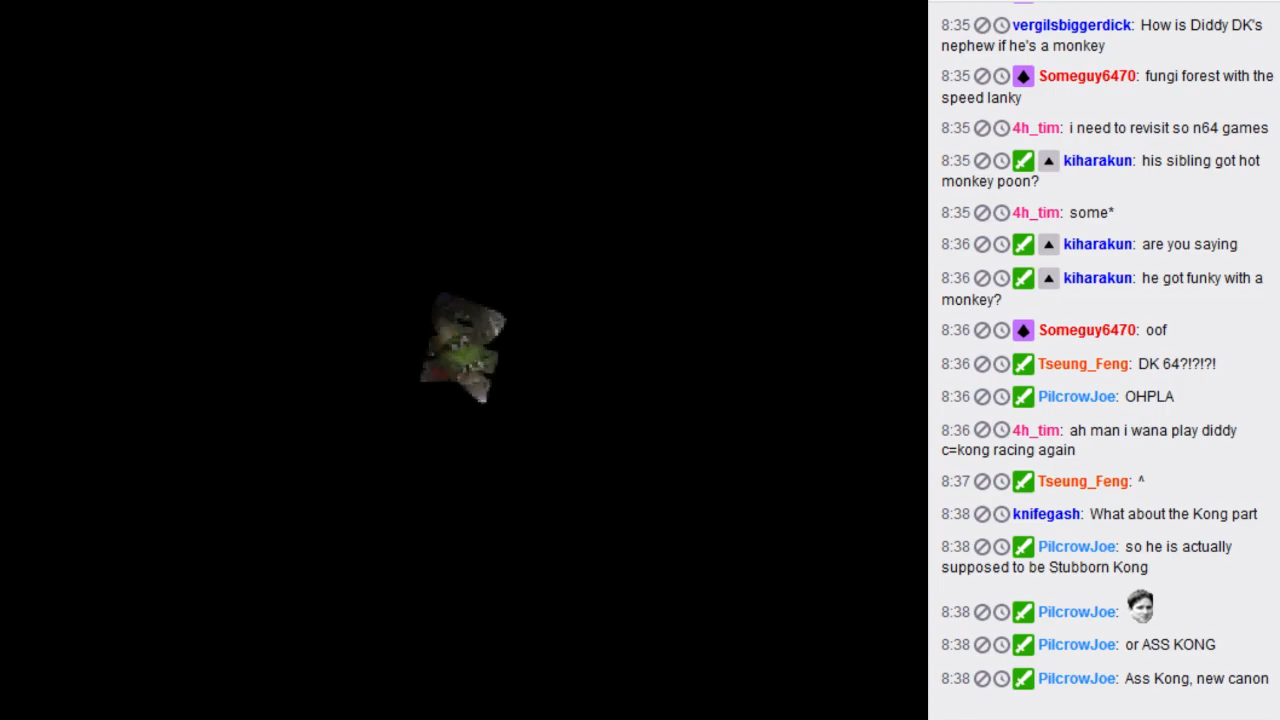 8:35 vergilsbiggerdick: How is Diddy DK's
nephew if he's a monkey
8:35 Someguy6470: fungi forest with the
speed lanky
8:35 4h_tim: i need to revisit so n64 games
8:35 kiharakun: his sibling got hot
monkey poon?
8:35 4h_tim: some*
8:36 kiharakun: are you saying
8:36 kiharakun: he got funky with a
monkey?
8:36 Someguy6470: oof
8:36 Tseung_Feng: DK 64?!?!?!
8:36 PilcrowJoe: OHPLA
8:36 4h_tim: ah man i wana play diddy
c=kong racing again
8:37 Tseung_Feng: ^
8:38 knifegash: What about the Kong part
8:38 PilcrowJoe: so he is actually
supposed to be Stubborn Kong
8:38 PilcrowJoe:
8:38 PilcrowJoe: or ASS KONG
8:38 PilcrowJoe: Ass Kong, new canon